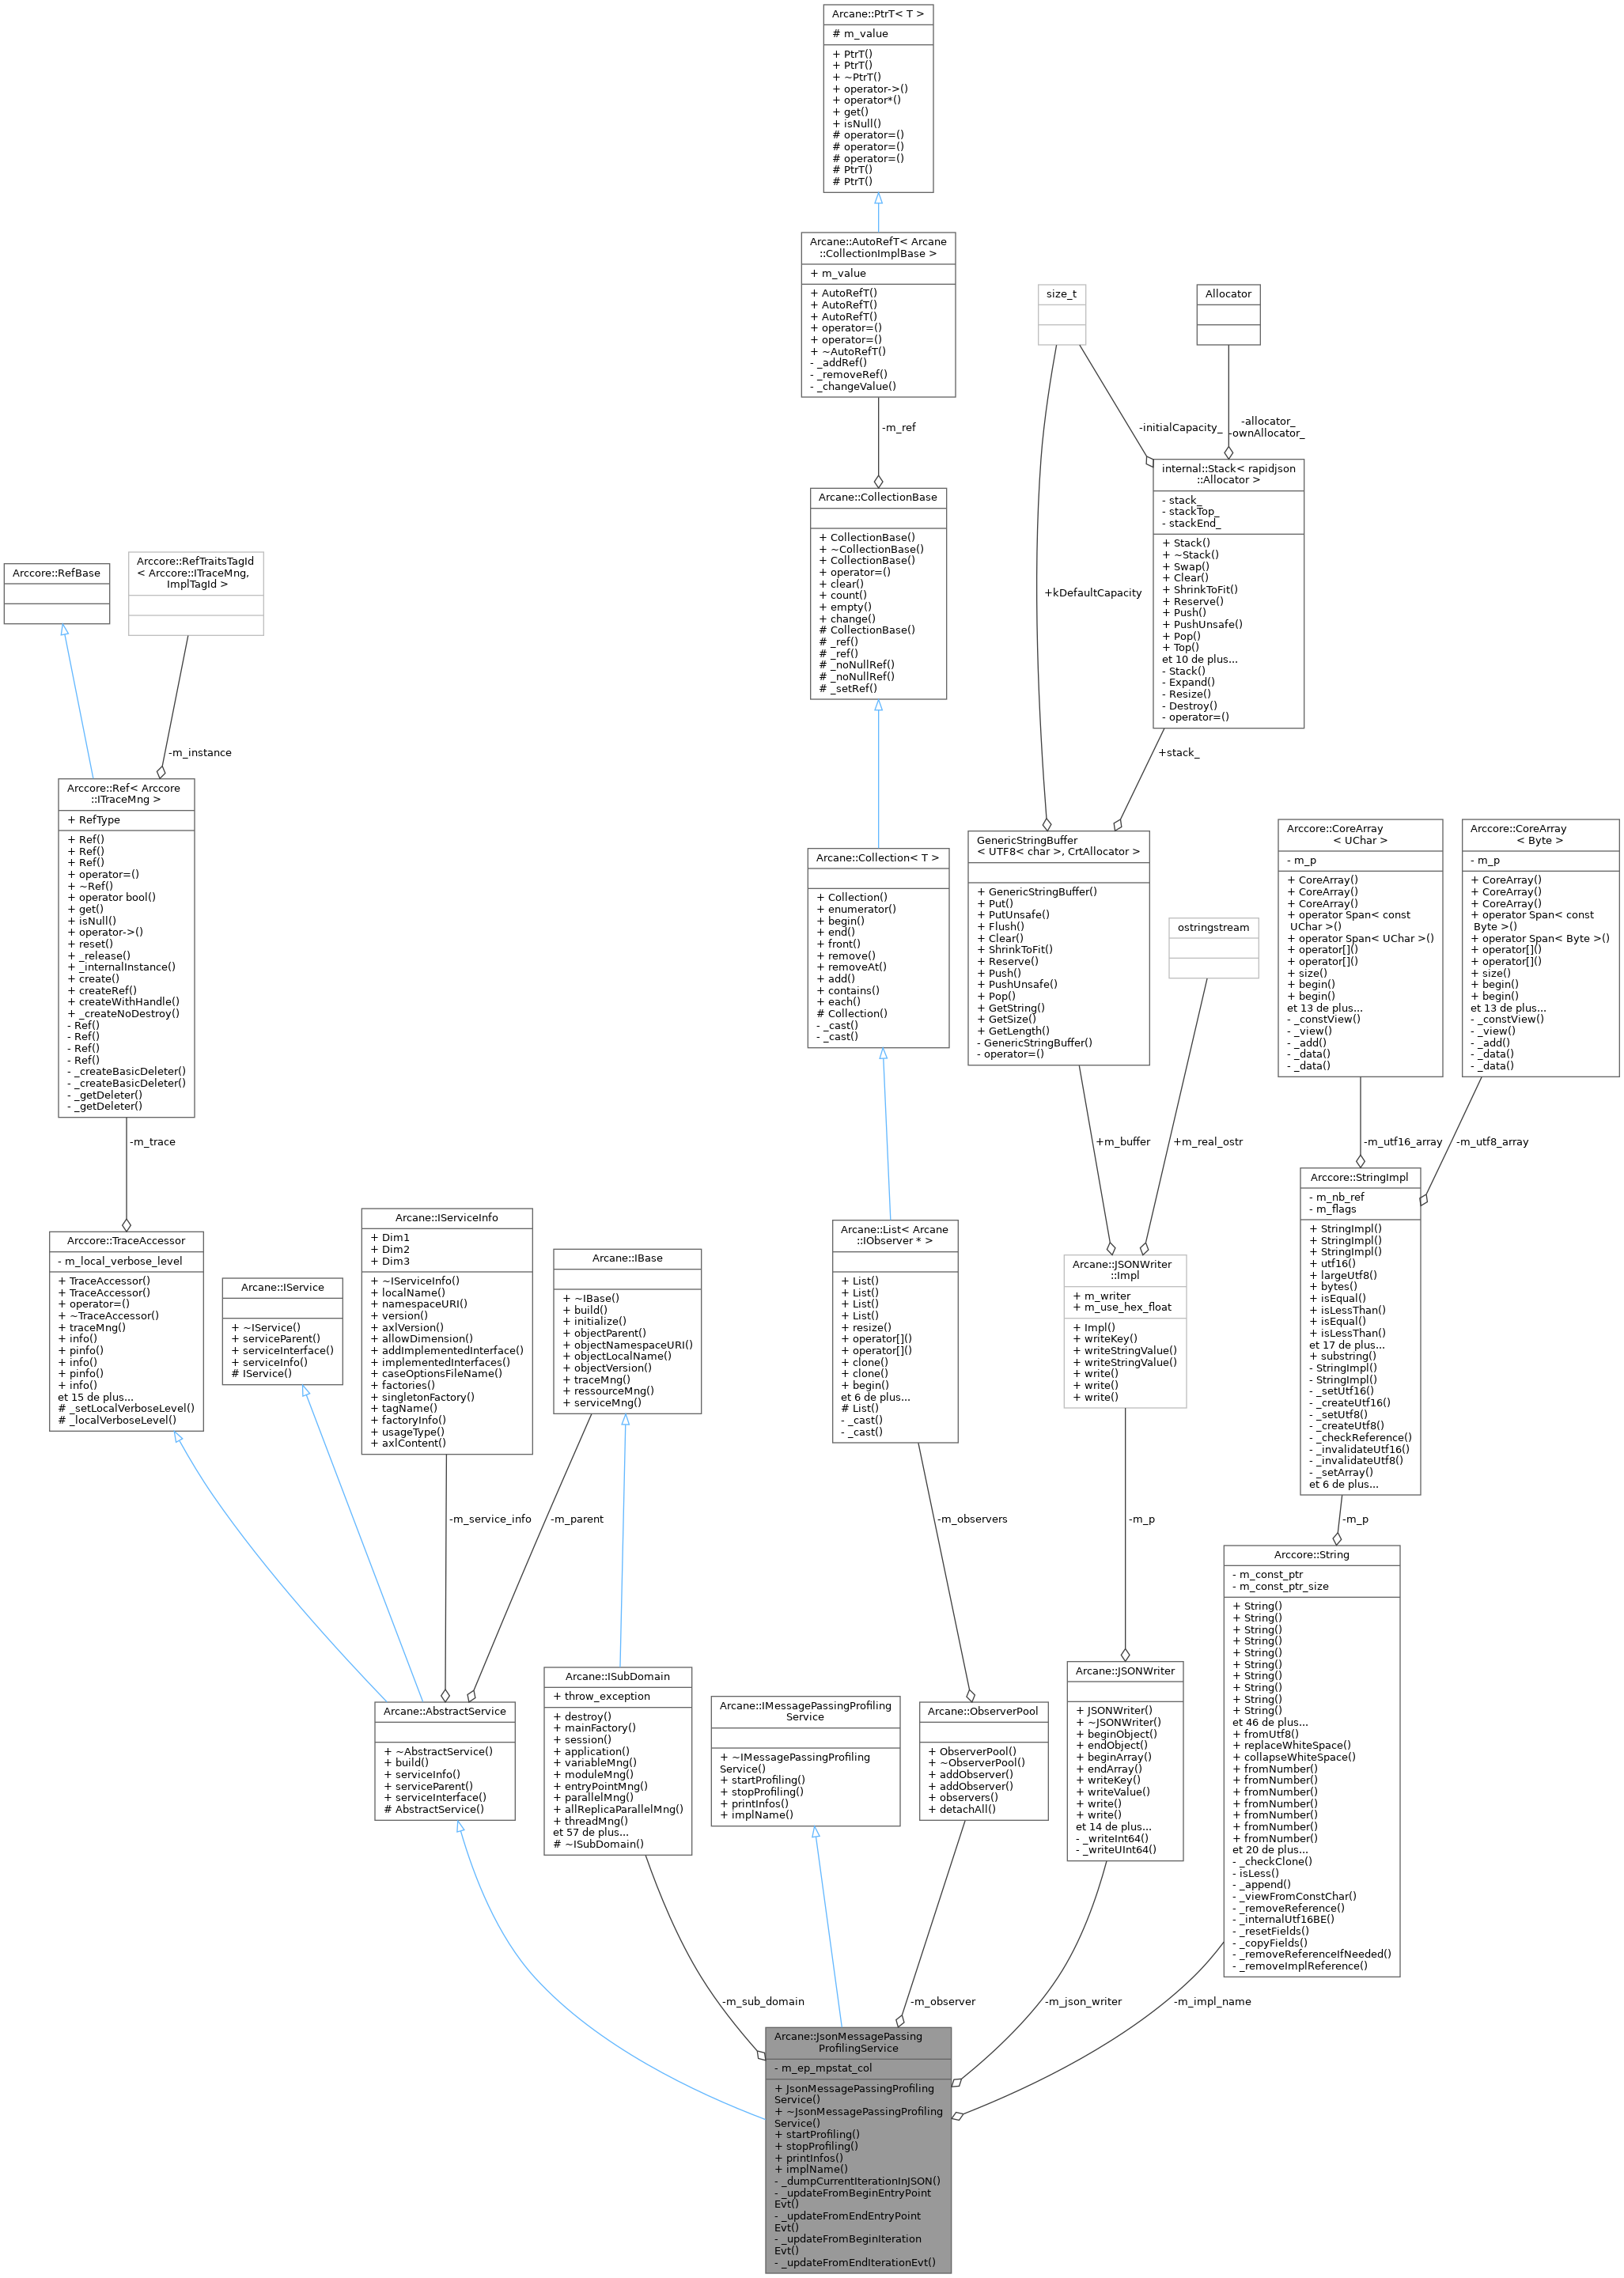 Arcane::PtrT< T >
# m_value
+ PtrT()
+ PtrT()
+ ~PtrT()
+ operator->()
+ operator*()
+ get()
+ isNull()
# operator=()
# operator=()
# operator=()
# PtrT()
# PtrT()
Arcane::AutoRefT< Arcane
::CollectionImplBase >
+ m_value
+ AutoRefT()
+ AutoRefT()
+ AutoRefT()
+ operator=()
+ operator=()
+ ~AutoRefT()
- _addRef()
- _removeRef()
- _changeValue()
size_t
Allocator
-m_ref
-initialCapacity_
-allocator_
-ownAllocator_
Arcane::CollectionBase
+ CollectionBase()
+ ~CollectionBase()
+ CollectionBase()
+ operator=()
+ clear()
+ count()
+ empty()
+ change()
# CollectionBase()
# _ref()
# _ref()
# _noNullRef()
# _noNullRef()
# _setRef()
+kDefaultCapacity
internal::Stack< rapidjson
::Allocator >
- stack_
- stackTop_
- stackEnd_
+ Stack()
+ ~Stack()
+ Swap()
+ Clear()
+ ShrinkToFit()
+ Reserve()
+ Push()
+ PushUnsafe()
+ Pop()
+ Top()
et 10 de plus...
- Stack()
- Expand()
- Resize()
- Destroy()
- operator=()
Arccore::RefBase
Arccore::RefTraitsTagId
< Arccore::ITraceMng,
ImplTagId >
-m_instance
+stack_
Arccore::Ref< Arccore
::ITraceMng >
+ RefType
+ Ref()
+ Ref()
+ Ref()
+ operator=()
+ ~Ref()
+ operator bool()
+ get()
+ isNull()
+ operator->()
+ reset()
+ _release()
+ _internalInstance()
+ create()
+ createRef()
+ createWithHandle()
+ _createNoDestroy()
- Ref()
- Ref()
- Ref()
- Ref()
- _createBasicDeleter()
- _createBasicDeleter()
- _getDeleter()
- _getDeleter()
Arcane::Collection< T >
+ Collection()
+ enumerator()
+ begin()
+ end()
+ front()
+ remove()
+ removeAt()
+ add()
+ contains()
+ each()
# Collection()
- _cast()
- _cast()
GenericStringBuffer
< UTF8< char >, CrtAllocator >
+ GenericStringBuffer()
+ Put()
+ PutUnsafe()
+ Flush()
+ Clear()
+ ShrinkToFit()
+ Reserve()
+ Push()
+ PushUnsafe()
+ Pop()
+ GetString()
+ GetSize()
+ GetLength()
- GenericStringBuffer()
- operator=()
ostringstream
Arccore::CoreArray
< UChar >
- m_p
+ CoreArray()
+ CoreArray()
+ CoreArray()
+ operator Span< const
UChar >()
+ operator Span< UChar >()
+ operator[]()
+ operator[]()
+ size()
+ begin()
+ begin()
et 13 de plus...
- _constView()
- _view()
- _add()
- _data()
- _data()
Arccore::CoreArray
< Byte >
- m_p
+ CoreArray()
+ CoreArray()
+ CoreArray()
+ operator Span< const
Byte >()
+ operator Span< Byte >()
+ operator[]()
+ operator[]()
+ size()
+ begin()
+ begin()
et 13 de plus...
- _constView()
- _view()
- _add()
- _data()
- _data()
-m_trace
+m_buffer
+m_real_ostr
-m_utf16_array
-m_utf8_array
Arccore::TraceAccessor
- m_local_verbose_level
+ TraceAccessor()
+ TraceAccessor()
+ operator=()
+ ~TraceAccessor()
+ traceMng()
+ info()
+ pinfo()
+ info()
+ pinfo()
+ info()
et 15 de plus...
# _setLocalVerboseLevel()
# _localVerboseLevel()
Arcane::IService
+ ~IService()
+ serviceParent()
+ serviceInterface()
+ serviceInfo()
# IService()
Arcane::IServiceInfo
+ Dim1
+ Dim2
+ Dim3
+ ~IServiceInfo()
+ localName()
+ namespaceURI()
+ version()
+ axlVersion()
+ allowDimension()
+ addImplementedInterface()
+ implementedInterfaces()
+ caseOptionsFileName()
+ factories()
+ singletonFactory()
+ tagName()
+ factoryInfo()
+ usageType()
+ axlContent()
Arcane::IBase
+ ~IBase()
+ build()
+ initialize()
+ objectParent()
+ objectNamespaceURI()
+ objectLocalName()
+ objectVersion()
+ traceMng()
+ ressourceMng()
+ serviceMng()
Arcane::List< Arcane
::IObserver * >
+ List()
+ List()
+ List()
+ List()
+ resize()
+ operator[]()
+ operator[]()
+ clone()
+ clone()
+ begin()
et 6 de plus...
# List()
- _cast()
- _cast()
Arcane::JSONWriter
::Impl
+ m_writer
+ m_use_hex_float
+ Impl()
+ writeKey()
+ writeStringValue()
+ writeStringValue()
+ write()
+ write()
+ write()
Arccore::StringImpl
- m_nb_ref
- m_flags
+ StringImpl()
+ StringImpl()
+ StringImpl()
+ utf16()
+ largeUtf8()
+ bytes()
+ isEqual()
+ isLessThan()
+ isEqual()
+ isLessThan()
et 17 de plus...
+ substring()
- StringImpl()
- StringImpl()
- _setUtf16()
- _createUtf16()
- _setUtf8()
- _createUtf8()
- _checkReference()
- _invalidateUtf16()
- _invalidateUtf8()
- _setArray()
et 6 de plus...
-m_service_info
-m_parent
-m_observers
-m_p
-m_p
Arcane::AbstractService
+ ~AbstractService()
+ build()
+ serviceInfo()
+ serviceParent()
+ serviceInterface()
# AbstractService()
Arcane::ISubDomain
+ throw_exception
+ destroy()
+ mainFactory()
+ session()
+ application()
+ variableMng()
+ moduleMng()
+ entryPointMng()
+ parallelMng()
+ allReplicaParallelMng()
+ threadMng()
et 57 de plus...
# ~ISubDomain()
Arcane::IMessagePassingProfiling
Service
+ ~IMessagePassingProfiling
Service()
+ startProfiling()
+ stopProfiling()
+ printInfos()
+ implName()
Arcane::ObserverPool
+ ObserverPool()
+ ~ObserverPool()
+ addObserver()
+ addObserver()
+ observers()
+ detachAll()
Arcane::JSONWriter
+ JSONWriter()
+ ~JSONWriter()
+ beginObject()
+ endObject()
+ beginArray()
+ endArray()
+ writeKey()
+ writeValue()
+ write()
+ write()
et 14 de plus...
- _writeInt64()
- _writeUInt64()
Arccore::String
- m_const_ptr
- m_const_ptr_size
+ String()
+ String()
+ String()
+ String()
+ String()
+ String()
+ String()
+ String()
+ String()
+ String()
et 46 de plus...
+ fromUtf8()
+ replaceWhiteSpace()
+ collapseWhiteSpace()
+ fromNumber()
+ fromNumber()
+ fromNumber()
+ fromNumber()
+ fromNumber()
+ fromNumber()
+ fromNumber()
et 20 de plus...
- _checkClone()
- isLess()
- _append()
- _viewFromConstChar()
- _removeReference()
- _internalUtf16BE()
- _resetFields()
- _copyFields()
- _removeReferenceIfNeeded()
- _removeImplReference()
-m_sub_domain
-m_observer
-m_json_writer
-m_impl_name
Arcane::JsonMessagePassing
ProfilingService
- m_ep_mpstat_col
+ JsonMessagePassingProfiling
Service()
+ ~JsonMessagePassingProfiling
Service()
+ startProfiling()
+ stopProfiling()
+ printInfos()
+ implName()
- _dumpCurrentIterationInJSON()
- _updateFromBeginEntryPoint
Evt()
- _updateFromEndEntryPoint
Evt()
- _updateFromBeginIteration
Evt()
- _updateFromEndIterationEvt()